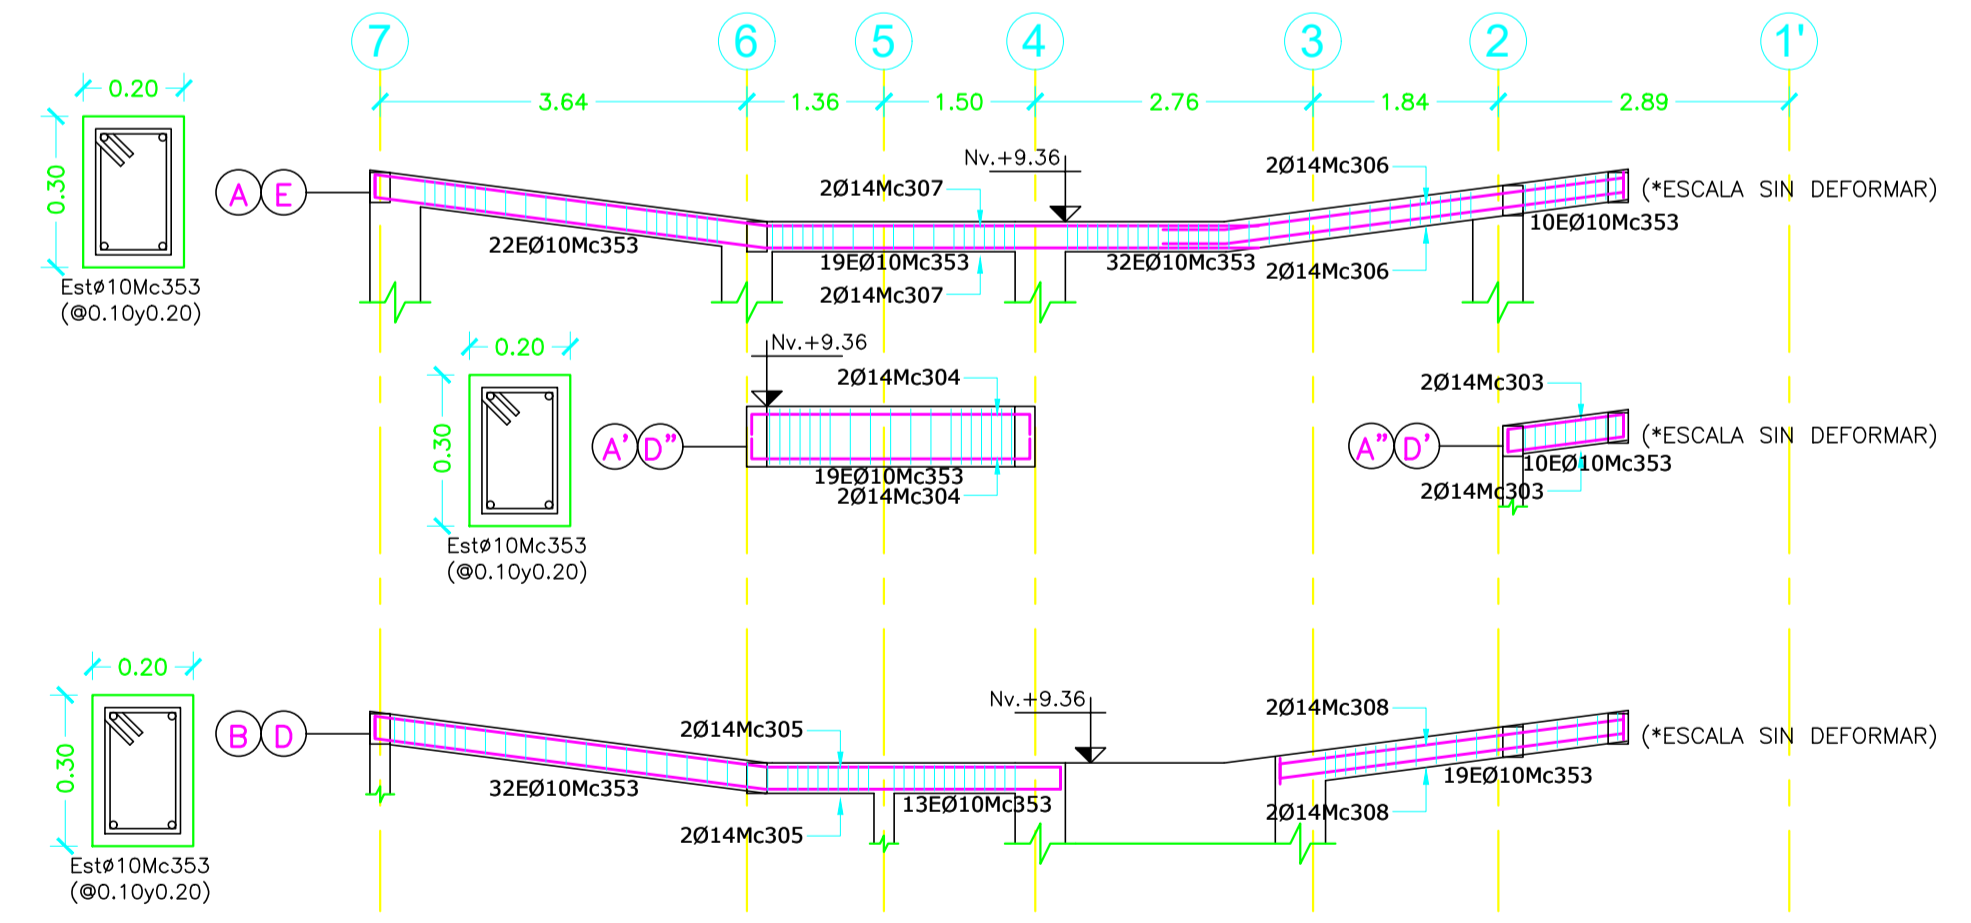 7 6 5 4 3 2 1'
0.20 3.64 1.36 1.50 2.76 1.84 2.89
0.30
Estø10Mc353
(@0.10y0.20)
A E
Nv.+9.36
2Ø14Mc307
2Ø14Mc306
(*ESCALA SIN DEFORMAR)
22EØ10Mc353
19EØ10Mc353
32EØ10Mc353
10EØ10Mc353
2Ø14Mc307
2Ø14Mc306
0.20
0.30
Estø10Mc353
(@0.10y0.20)
A' D"
Nv.+9.36
2Ø14Mc304
19EØ10Mc353
2Ø14Mc304
A" D'
2Ø14Mc303
(*ESCALA SIN DEFORMAR)
10EØ10Mc353
2Ø14Mc303
0.20
0.30
Estø10Mc353
(@0.10y0.20)
B D
Nv.+9.36
2Ø14Mc305
2Ø14Mc308
(*ESCALA SIN DEFORMAR)
32EØ10Mc353
13EØ10Mc353
19EØ10Mc353
2Ø14Mc305
2Ø14Mc308